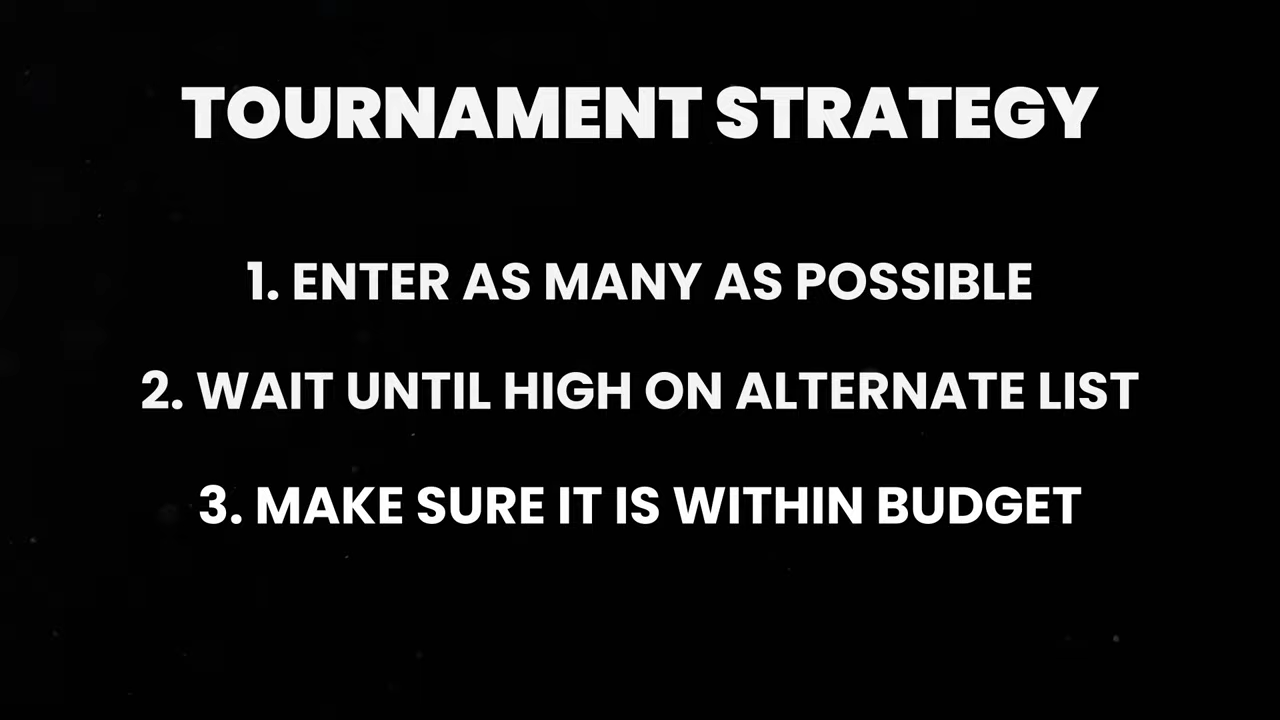 TOURNAMENT STRATEGY
1. ENTER AS MANY AS POSSIBLE
2. WAIT UNTIL HIGH ON ALTERNATE LIST
3. MAKE SURE IT IS WITHIN BUDGET